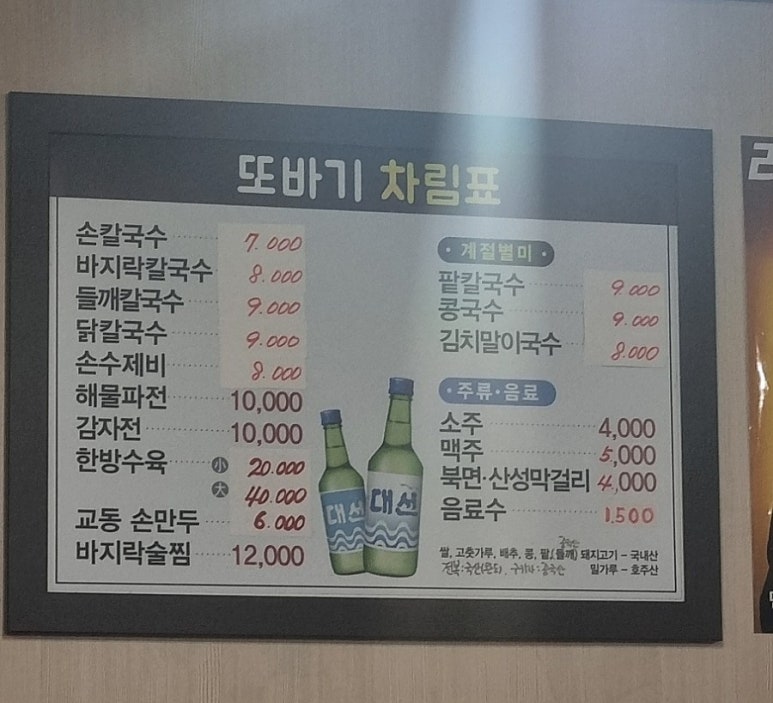 또바기 차림표
손칼국수 7.000
바지락칼국수 8.000
들깨칼국수 9.000
닭칼국수 9.000
손수제비 8.000
해물파전 10,000
감자전 10,000
한방수육 小 20.000
大 40.000
교동 손만두 6.000
바지락술찜 12,000
대선
대선
계절별미
팥칼국수 9.000
콩국수 9.000
김치말이국수 8.000
주류·음료
소주 4,000
맥주 5,000
북면·산성막걸리 4,000
음료수 1.500
쌀, 고춧가루, 배추, 콩, 팥(들깨) 돼지고기 - 국내산
밀가루 - 호주산